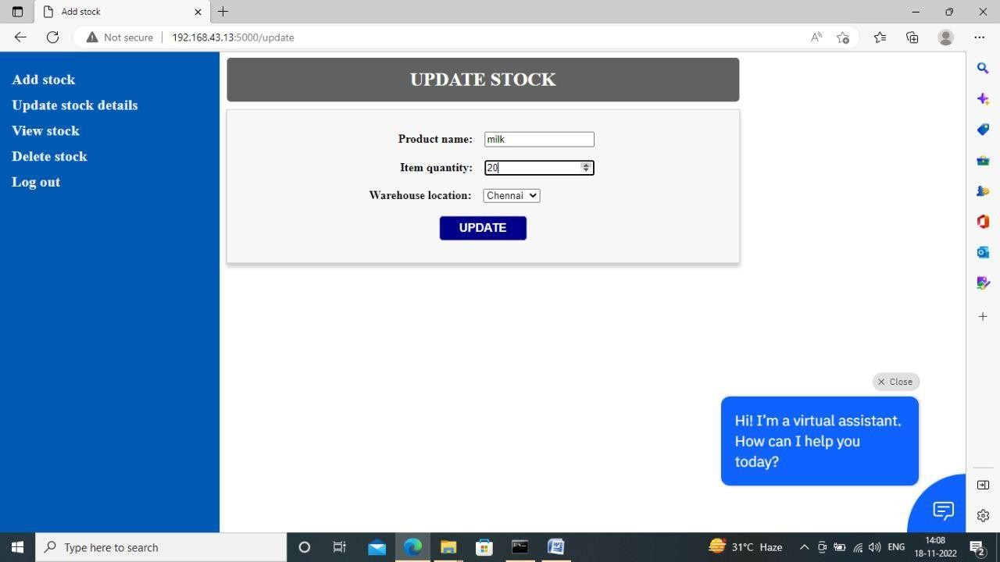 Add stock
Not secure
192.168.43.13:5000/update
Add stock
Update stock details
View stock
Delete stock
Log out
UPDATE STOCK
Product name: milk
Item quantity: 20
Warehouse location: Chennai
UPDATE
Close
Hi! I'm a virtual assistant.
How can I help you
today?
Type here to search
31°C Haze
ENG
14:08
18-11-2022
2